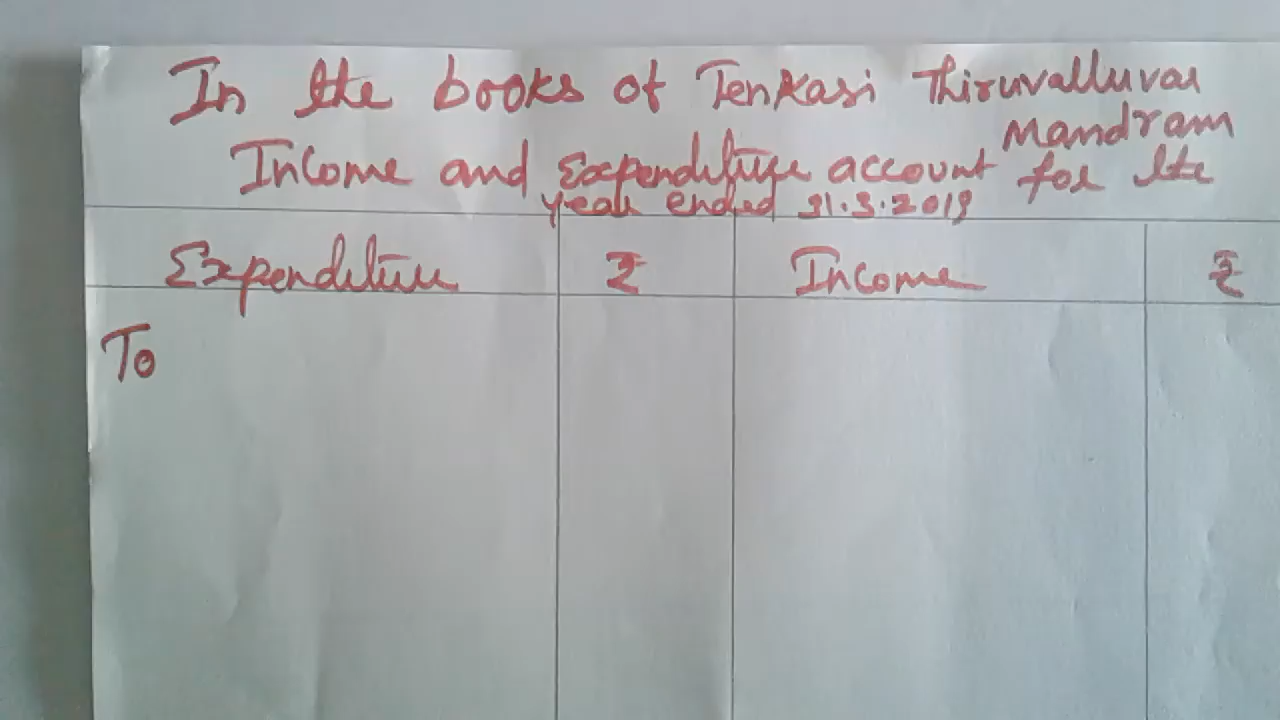 In the books of Tenkasi Thiruvalluvar
Mandram
Income and Expenditure account for the
year ended 31.3.2019
Expenditure ₹ Income ₹
To